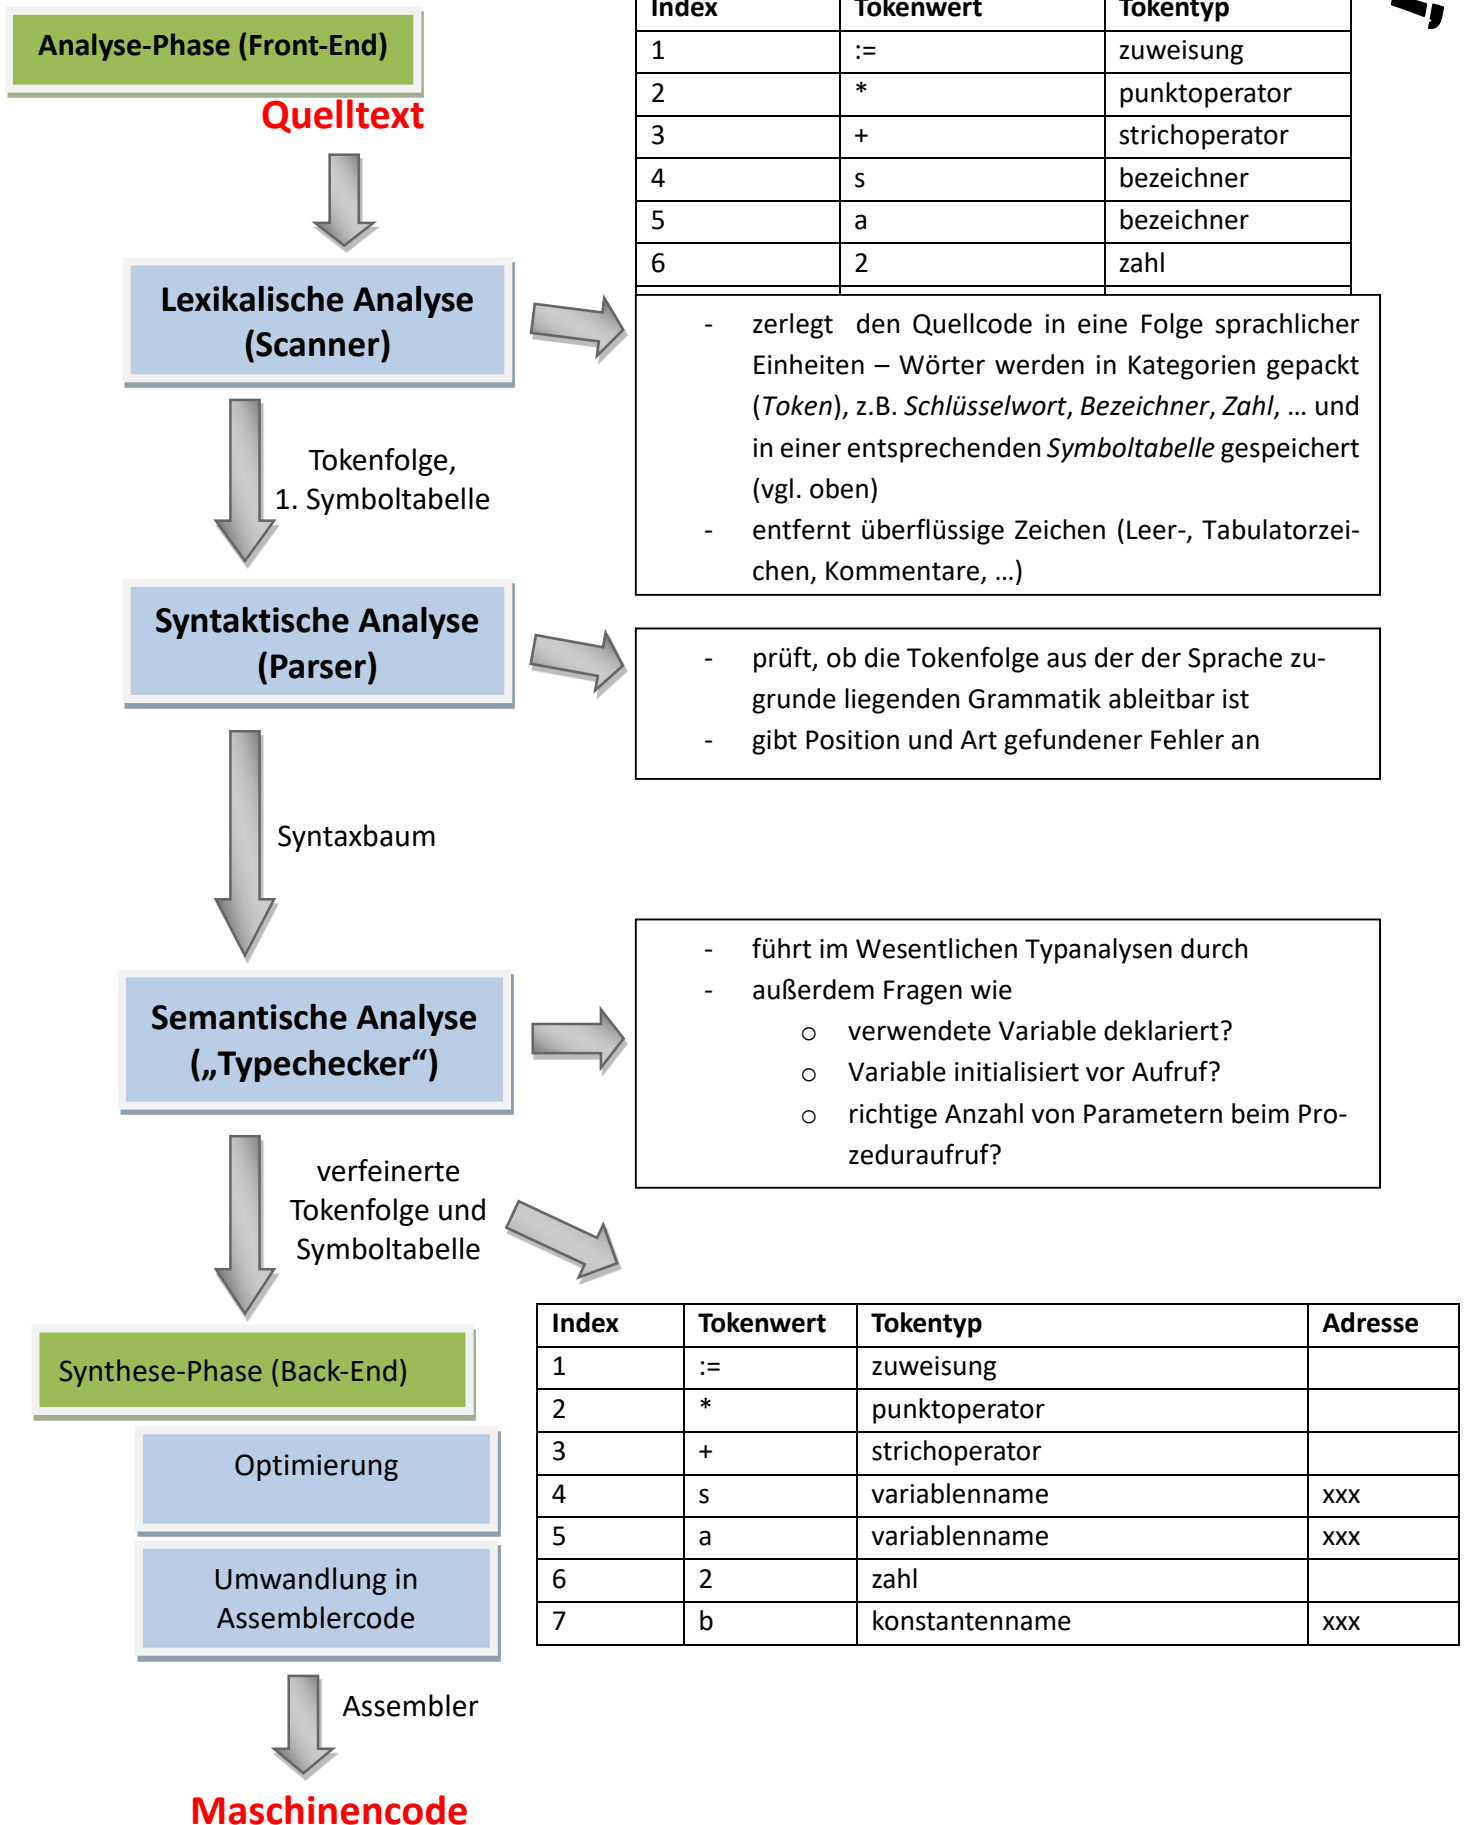 Analyse-Phase (Front-End)
Quelltext
Index Tokenwert Tokentyp
1 := zuweisung
2 * punktoperator
3 + strichoperator
4 s bezeichner
5 a bezeichner
6 2 zahl
Lexikalische Analyse
(Scanner)
- zerlegt den Quellcode in eine Folge sprachlicher
Einheiten – Wörter werden in Kategorien gepackt
(Token), z.B. Schlüsselwort, Bezeichner, Zahl, … und
in einer entsprechenden Symboltabelle gespeichert
(vgl. oben)
- entfernt überflüssige Zeichen (Leer-, Tabulatorzei-
chen, Kommentare, …)
Tokenfolge,
1. Symboltabelle
Syntaktische Analyse
(Parser)
- prüft, ob die Tokenfolge aus der der Sprache zu-
grunde liegenden Grammatik ableitbar ist
- gibt Position und Art gefundener Fehler an
Syntaxbaum
Semantische Analyse
(„Typechecker“)
- führt im Wesentlichen Typanalysen durch
- außerdem Fragen wie
o verwendete Variable deklariert?
o Variable initialisiert vor Aufruf?
o richtige Anzahl von Parametern beim Pro-
zeduraufruf?
verfeinerte
Tokenfolge und
Symboltabelle
Index Tokenwert Tokentyp Adresse
1 := zuweisung
2 * punktoperator
3 + strichoperator
4 s variablenname xxx
5 a variablenname xxx
6 2 zahl
7 b konstantenname xxx
Synthese-Phase (Back-End)
Optimierung
Umwandlung in
Assemblercode
Assembler
Maschinencode